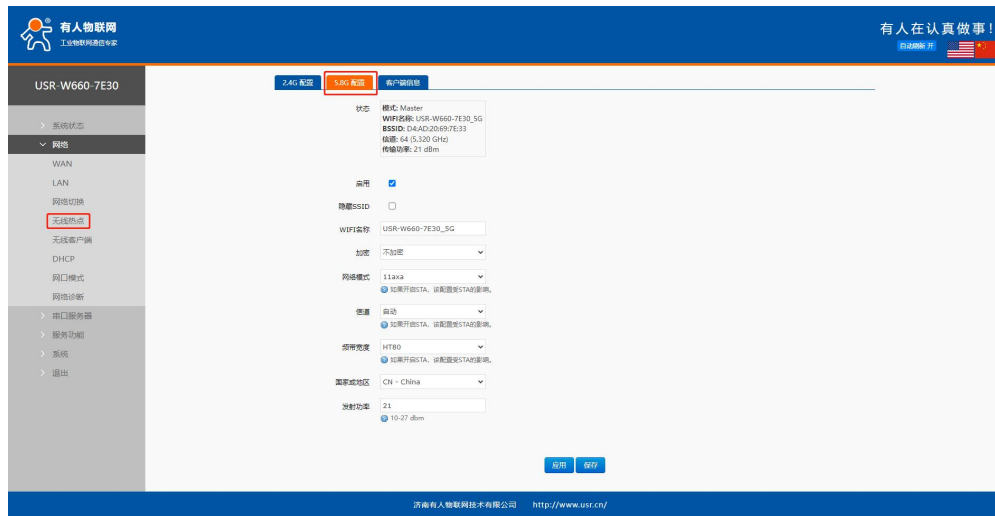 有人物联网
工业物联网通信专家
有人在认真做事!
自动刷新 开
USR-W660-7E30
系统状态
网络
WAN
LAN
网络切换
无线热点
无线客户端
DHCP
网口模式
网络诊断
串口服务器
服务功能
系统
退出
2.4G 配置 5.8G 配置 客户端信息
状态
模式: Master
WIFI名称: USR-W660-7E30_5G
BSSID: D4:AD:20:69:7E:33
信道: 64 (5.320 GHz)
传输功率: 21 dBm
启用
隐藏SSID
WIFI名称 USR-W660-7E30_5G
加密 不加密
网络模式 11axa
如果开启STA，该配置受STA的影响。
信道 自动
如果开启STA，该配置受STA的影响。
频带宽度 HT80
如果开启STA，该配置受STA的影响。
国家或地区 CN - China
发射功率 21
10-27 dbm
应用 保存
济南有人物联网技术有限公司 http://www.usr.cn/